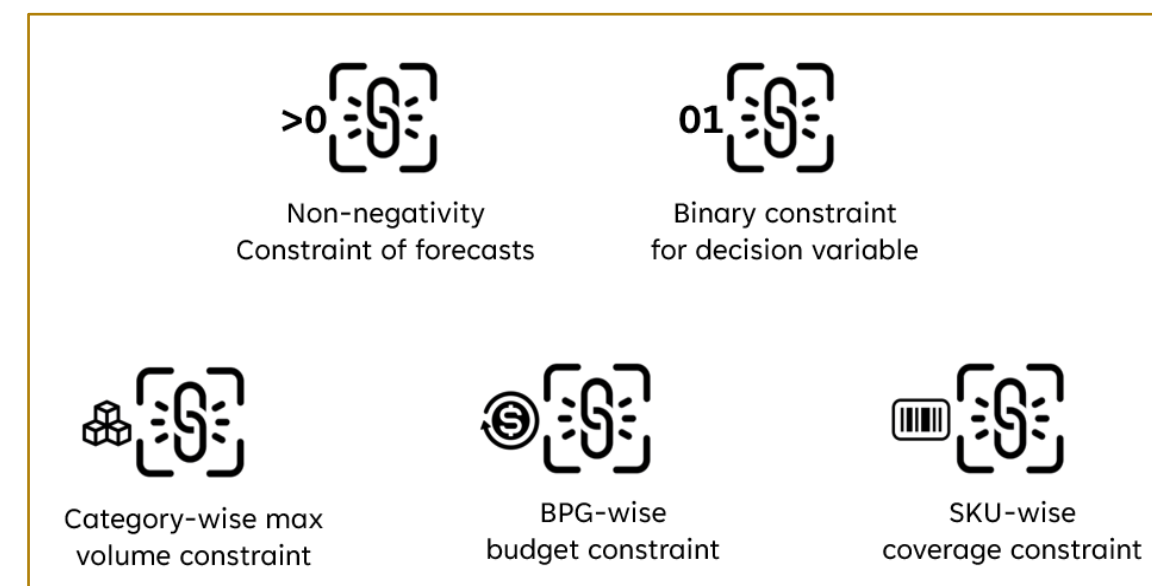 >0
01
Non-negativity
Constraint of forecasts
Binary constraint
for decision variable
Category-wise max
volume constraint
BPG-wise
budget constraint
SKU-wise
coverage constraint